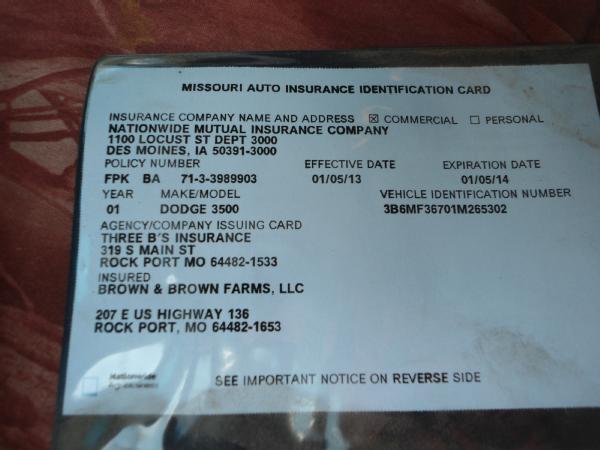 MISSOURI AUTO INSURANCE IDENTIFICATION CARD
INSURANCE COMPANY NAME AND ADDRESS ☒ COMMERCIAL ☐ PERSONAL
NATIONWIDE MUTUAL INSURANCE COMPANY
1100 LOCUST ST DEPT 3000
DES MOINES, IA 50391-3000
POLICY NUMBER EFFECTIVE DATE EXPIRATION DATE
FPK BA 71-3-3989903 01/05/13 01/05/14
YEAR MAKE/MODEL VEHICLE IDENTIFICATION NUMBER
01 DODGE 3500 3B6MF36701M265302
AGENCY/COMPANY ISSUING CARD
THREE B'S INSURANCE
319 S MAIN ST
ROCK PORT MO 64482-1533
INSURED
BROWN & BROWN FARMS, LLC
207 E US HIGHWAY 136
ROCK PORT, MO 64482-1653
Nationwide
Agribusiness
SEE IMPORTANT NOTICE ON REVERSE SIDE